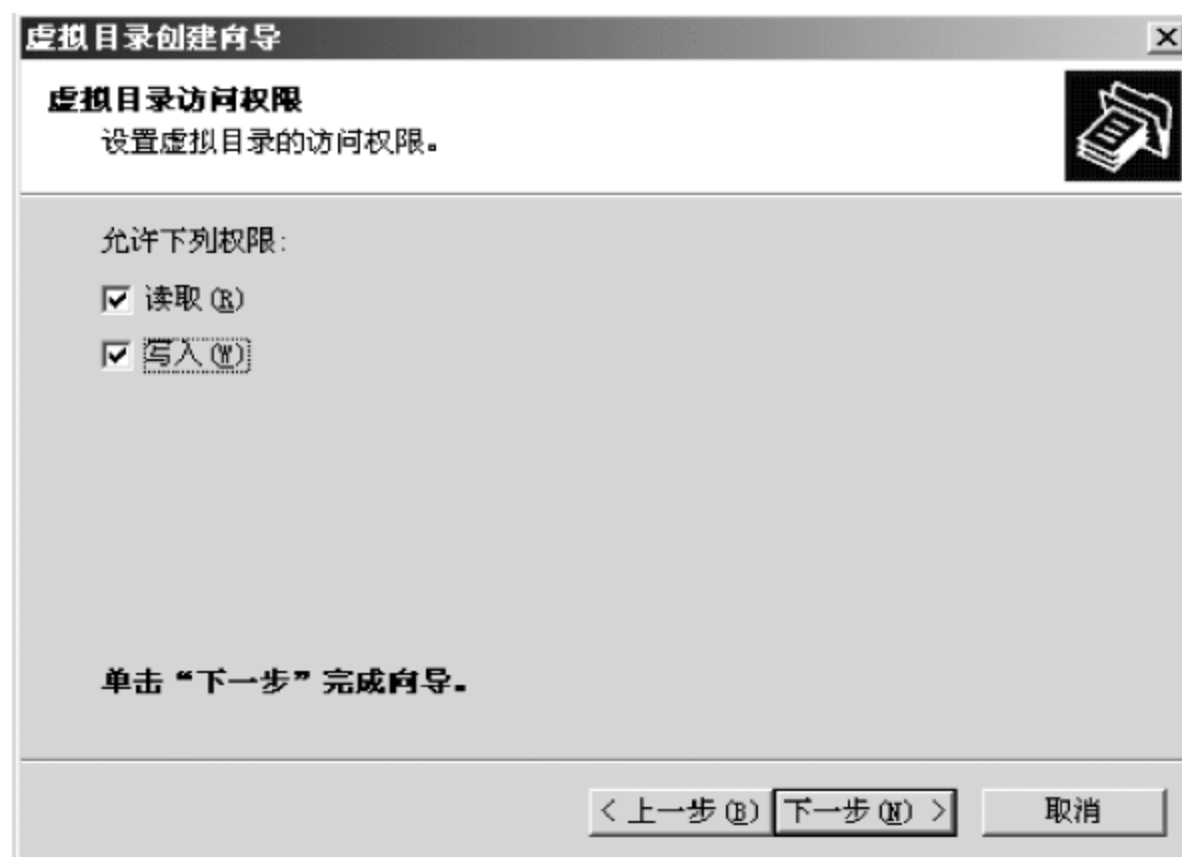 虚拟目录创建向导
虚拟目录访问权限
设置虚拟目录的访问权限。
允许下列权限:
读取(R)
写入(W)
单击“下一步”完成向导。
< 上一步(B) 下一步(N) > 取消